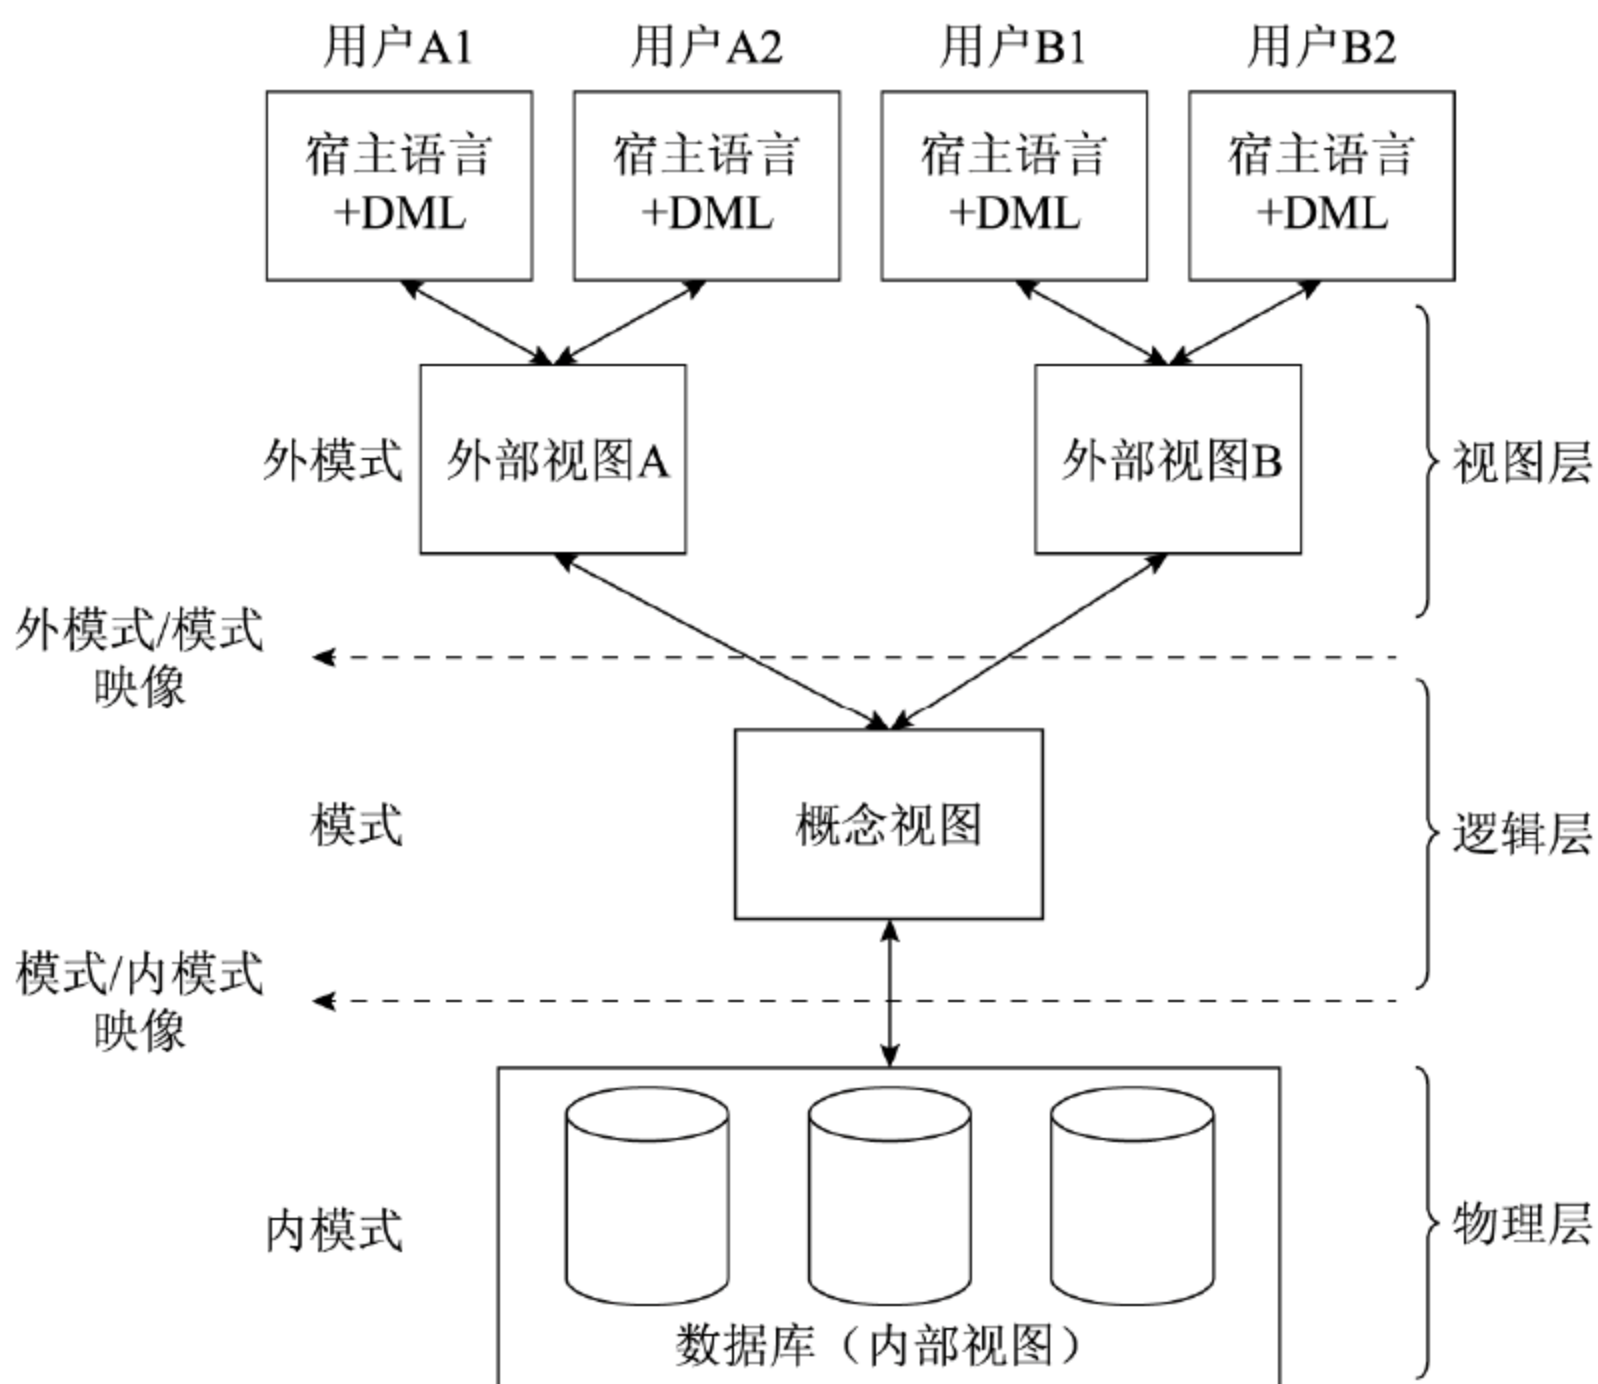 用户A1 用户A2 用户B1 用户B2
宿主语言 宿主语言 宿主语言 宿主语言
+DML +DML +DML +DML
外模式 外部视图A 外部视图B 视图层
外模式/模式
映像
模式 概念视图 逻辑层
模式/内模式
映像
内模式 物理层
数据库（内部视图）